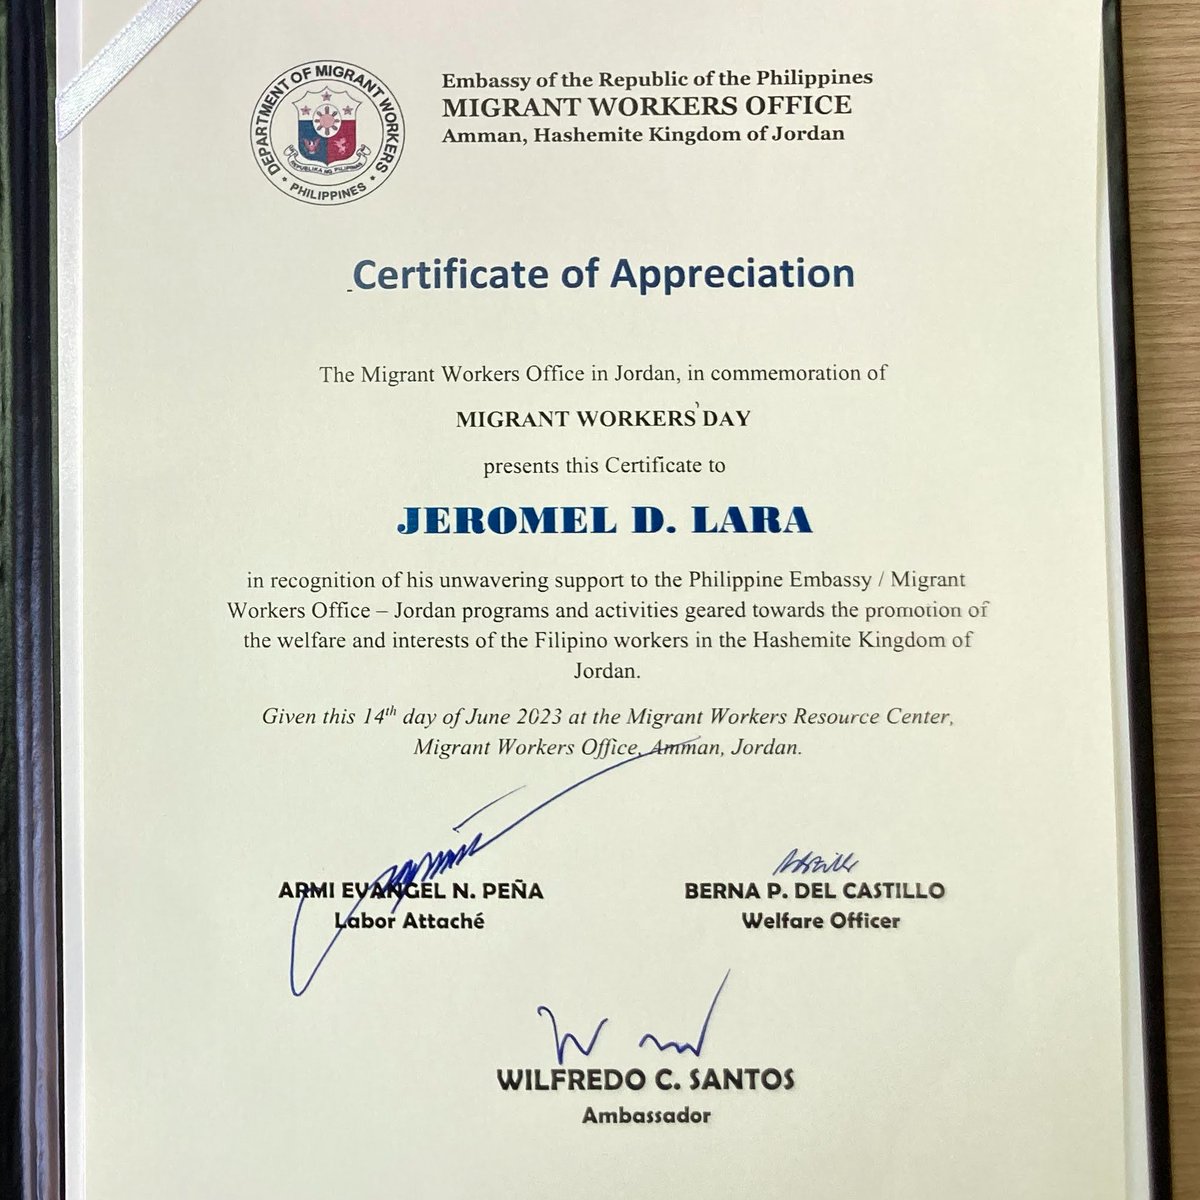 DEPARTMENT OF MIGRANT WORKERS
REPUBLIKA NG PILIPINAS
PHILIPPINES
Embassy of the Republic of the Philippines
MIGRANT WORKERS OFFICE
Amman, Hashemite Kingdom of Jordan
Certificate of Appreciation
The Migrant Workers Office in Jordan, in commemoration of
MIGRANT WORKERS' DAY
presents this Certificate to
JEROMEL D. LARA
in recognition of his unwavering support to the Philippine Embassy / Migrant
Workers Office – Jordan programs and activities geared towards the promotion of
the welfare and interests of the Filipino workers in the Hashemite Kingdom of
Jordan.
Given this 14th day of June 2023 at the Migrant Workers Resource Center,
Migrant Workers Office, Amman, Jordan.
ARMI EVANGEL N. PEÑA
Labor Attaché
BERNA P. DEL CASTILLO
Welfare Officer
WILFREDO C. SANTOS
Ambassador